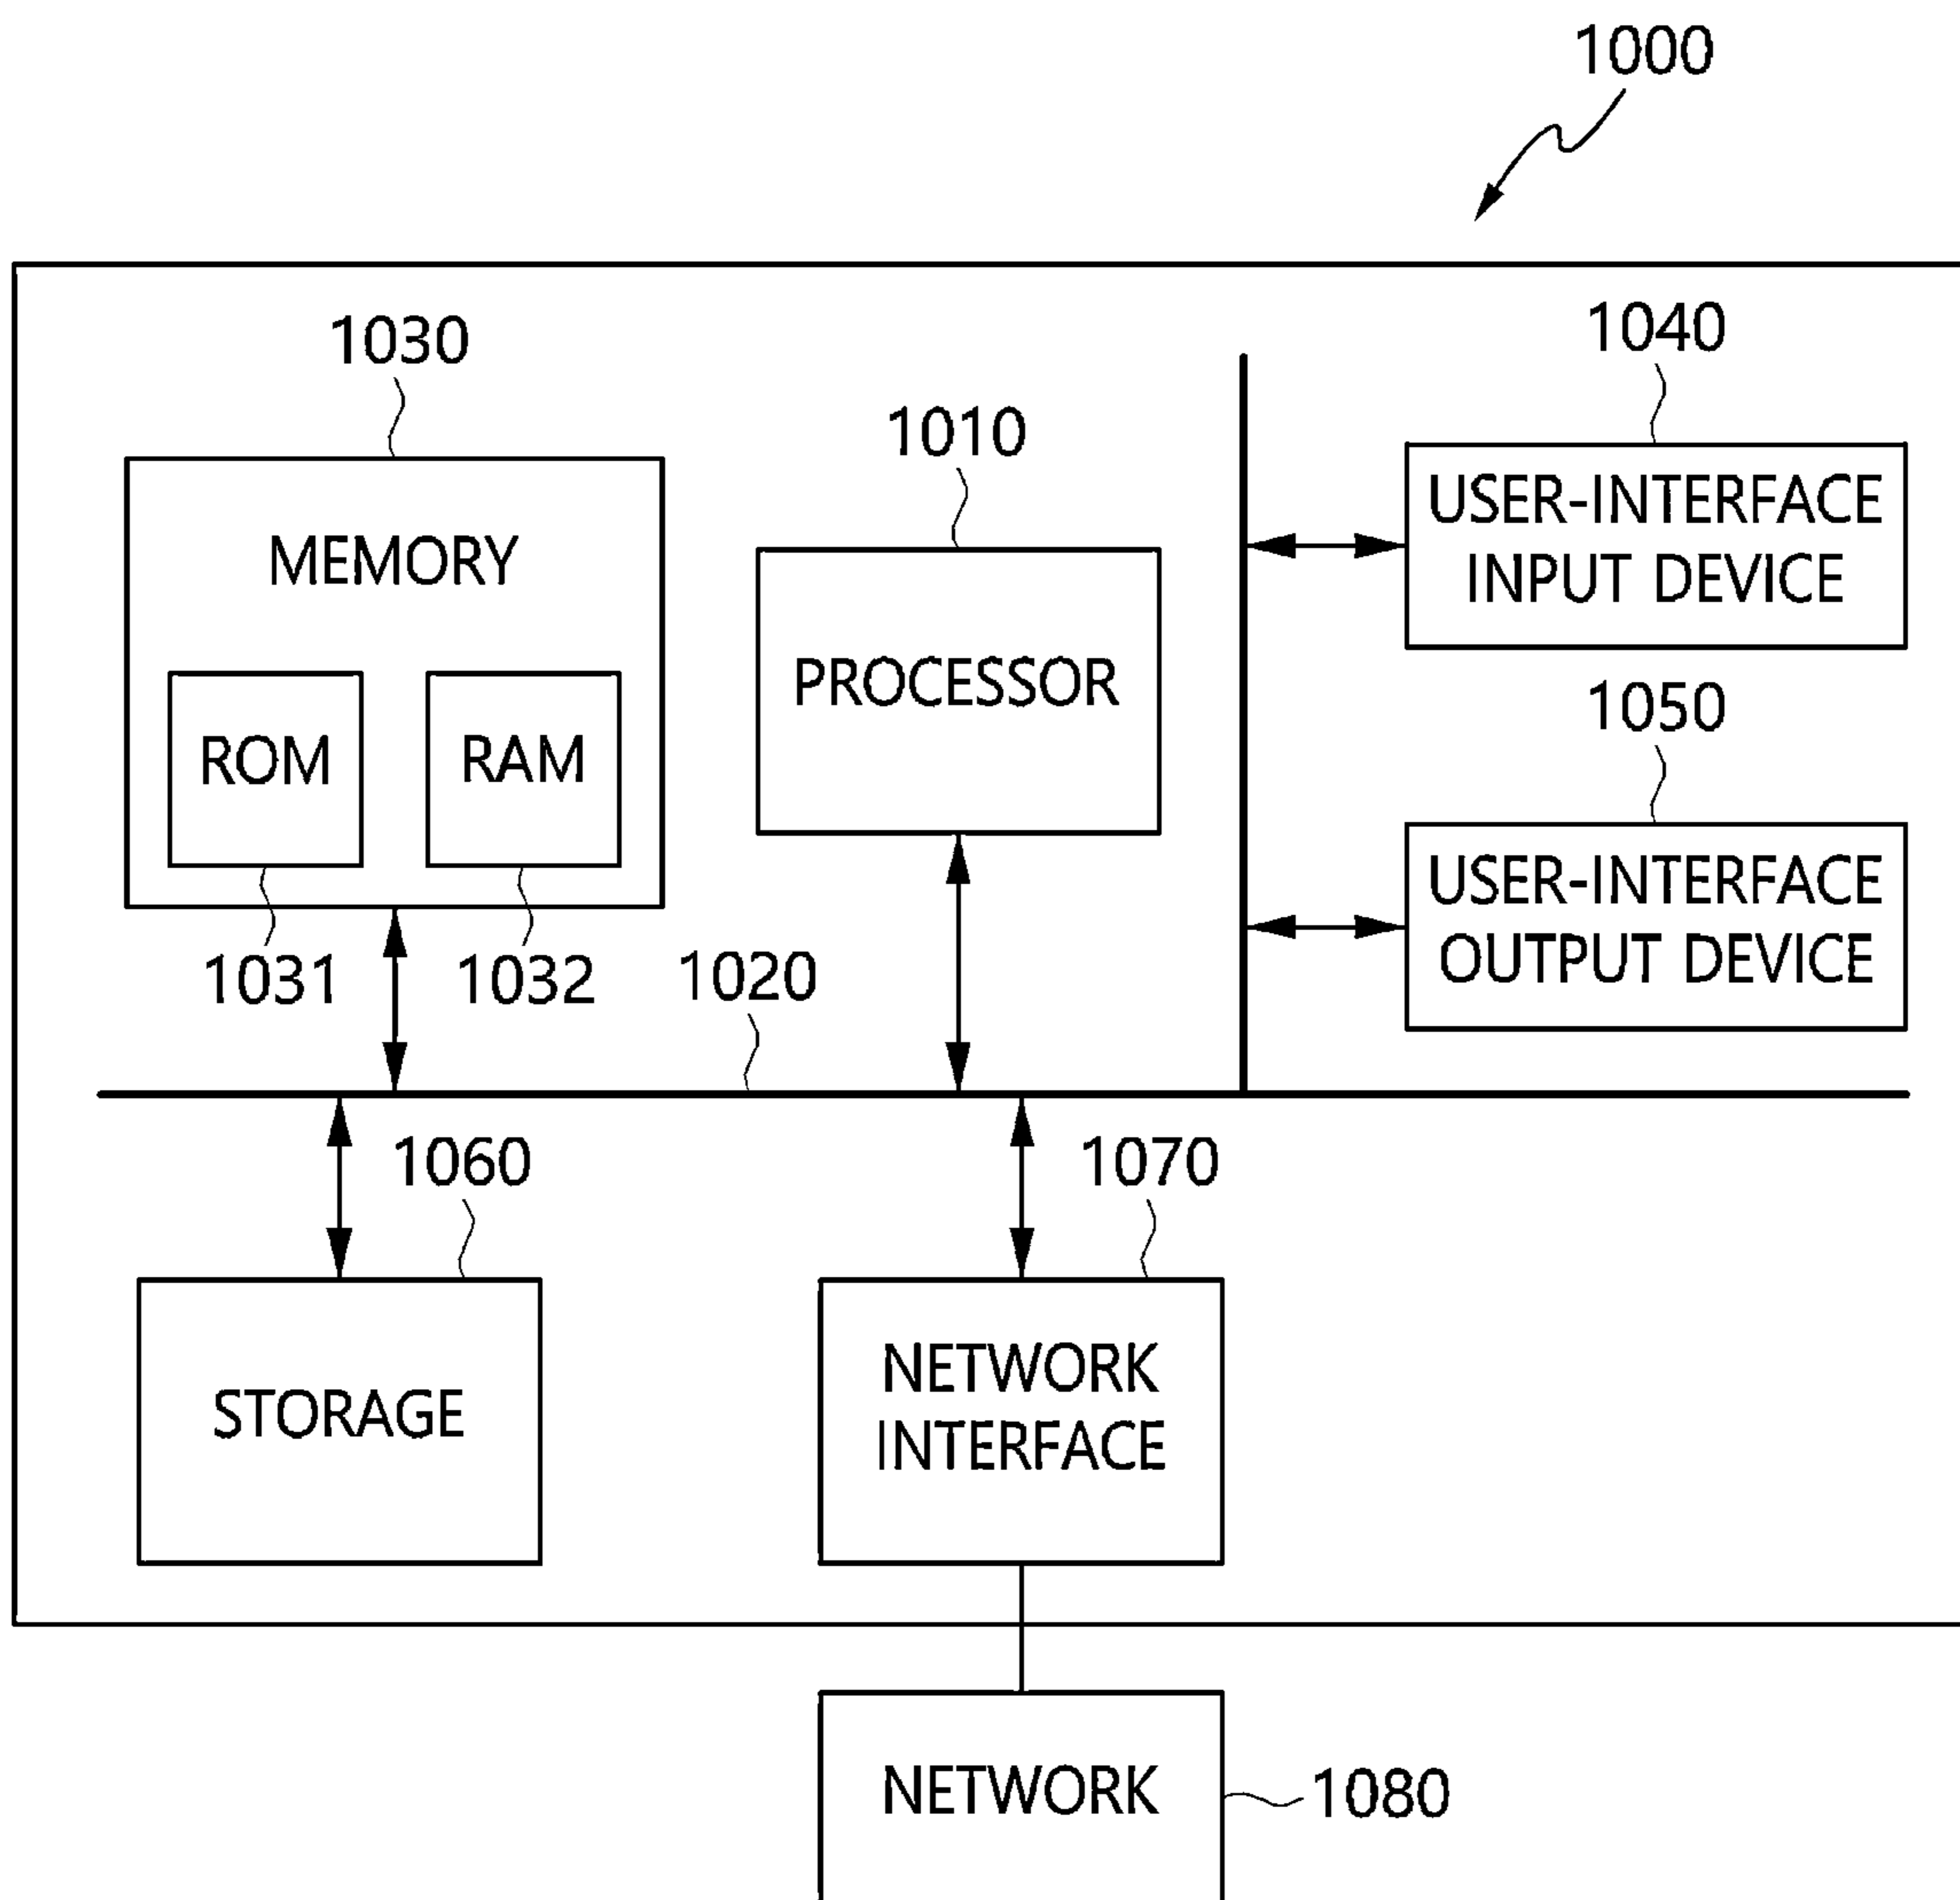 1000
1030
1010
1040
MEMORY
ROM
RAM
1031
1032
PROCESSOR
USER-INTERFACE
INPUT DEVICE
1050
USER-INTERFACE
OUTPUT DEVICE
1020
1060
1070
STORAGE
NETWORK
INTERFACE
NETWORK
1080